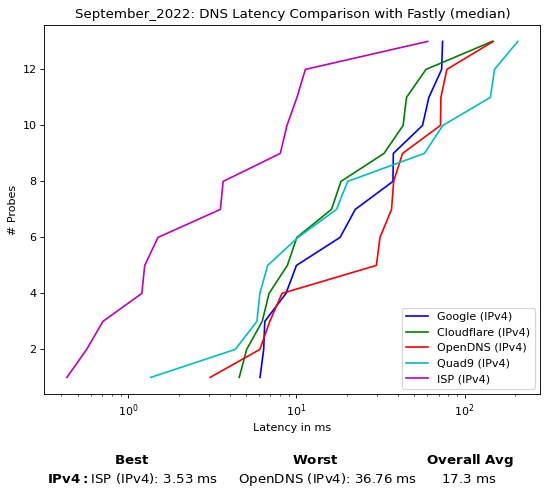 September_2022: DNS Latency Comparison with Fastly (median)
# Probes
12
10
8
6
4
2
Google (IPv4)
Cloudflare (IPv4)
OpenDNS (IPv4)
Quad9 (IPv4)
ISP (IPv4)
10⁰ 10¹ 10²
Latency in ms
Best Worst Overall Avg
IPv4: ISP (IPv4): 3.53 ms OpenDNS (IPv4): 36.76 ms 17.3 ms